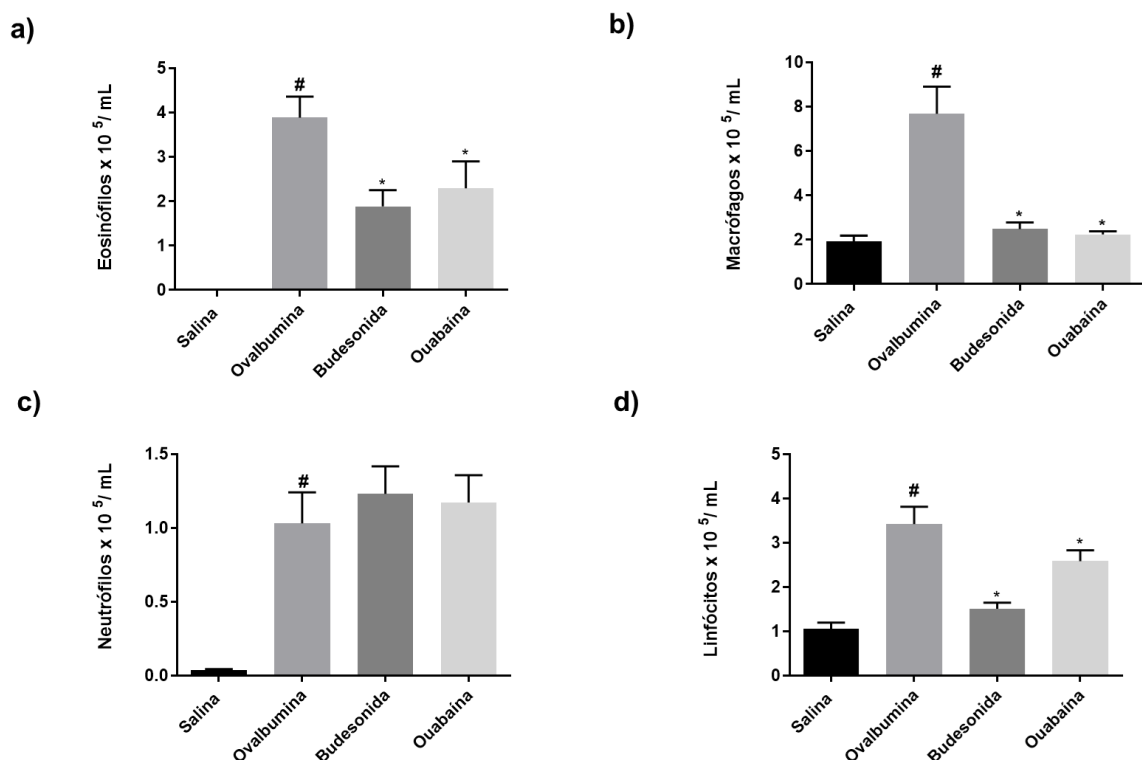 a)
Eosinófilos x 10 5/ mL
5
4
3
2
1
0
#
*
*
Salina
Ovalbumina
Budesonida
Ouabaína
b)
Macrófagos x 10 5/ mL
10
8
6
4
2
0
#
*
*
Salina
Ovalbumina
Budesonida
Ouabaína
c)
Neutrófilos x 10 5/ mL
1.5
1.0
0.5
0.0
#
Salina
Ovalbumina
Budesonida
Ouabaína
d)
Linfócitos x 10 5/ mL
5
4
3
2
1
0
#
*
*
Salina
Ovalbumina
Budesonida
Ouabaína